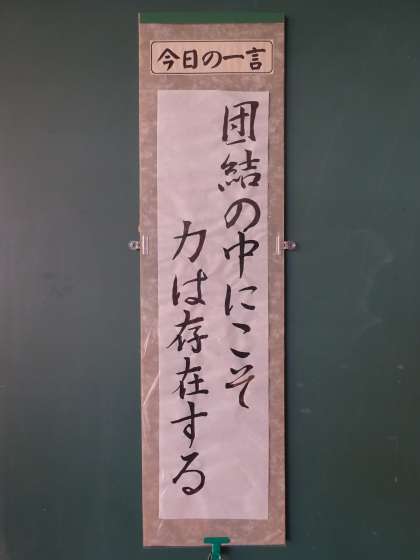 今日の一言
団結の中にこそ
力は存在する